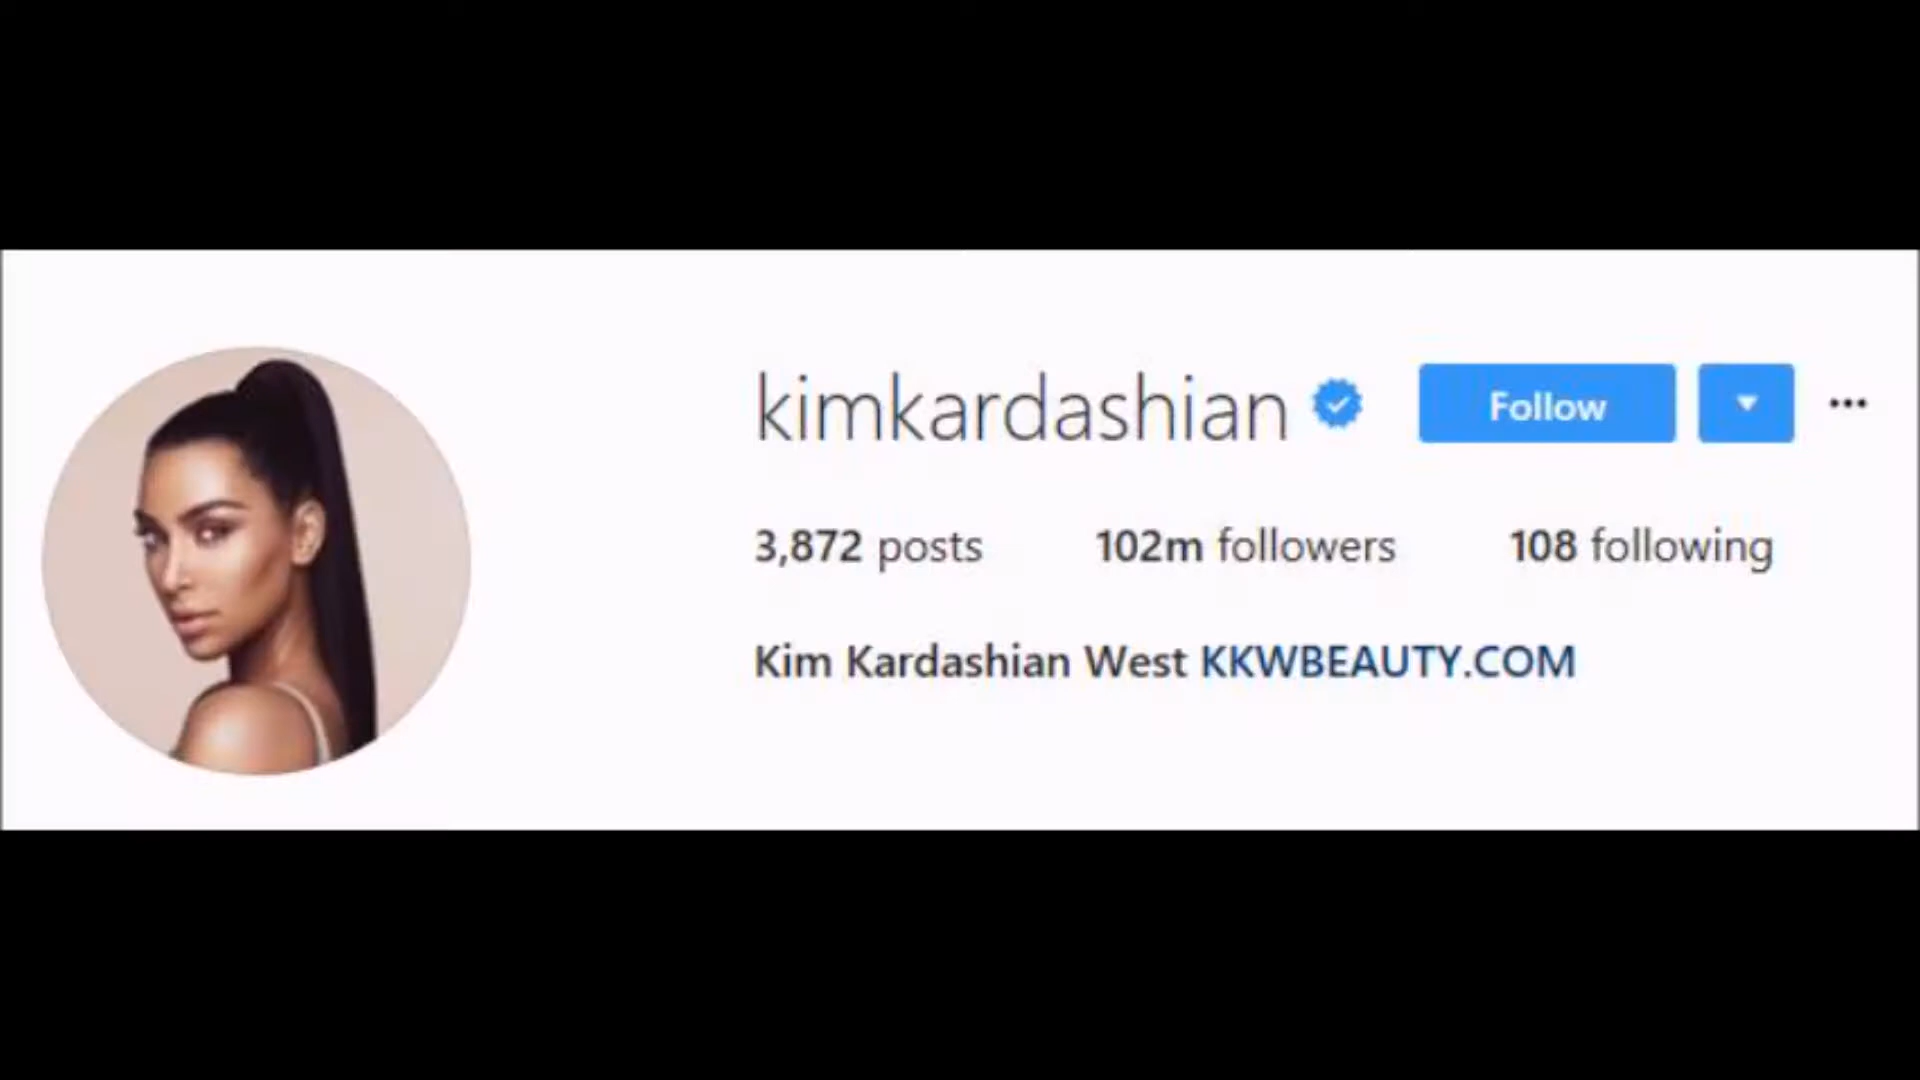 kimkardashian Follow
3,872 posts 102m followers 108 following
Kim Kardashian West KKWBEAUTY.COM